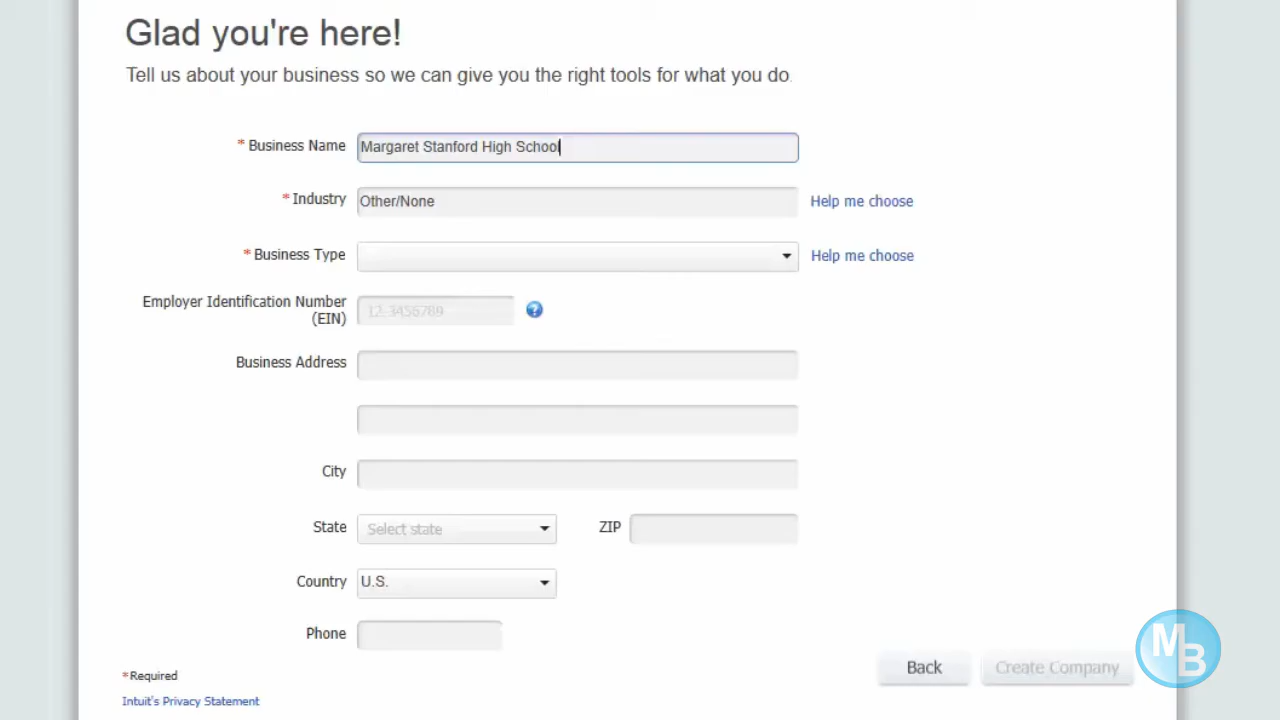 Glad you're here!
Tell us about your business so we can give you the right tools for what you do.
* Business Name Margaret Stanford High School
* Industry Other/None Help me choose
* Business Type Help me choose
Employer Identification Number
(EIN) 12-3456789 ?
Business Address
City
State Select state ZIP
Country U.S.
Phone
*Required
Back Create Company
Intuit's Privacy Statement
MB